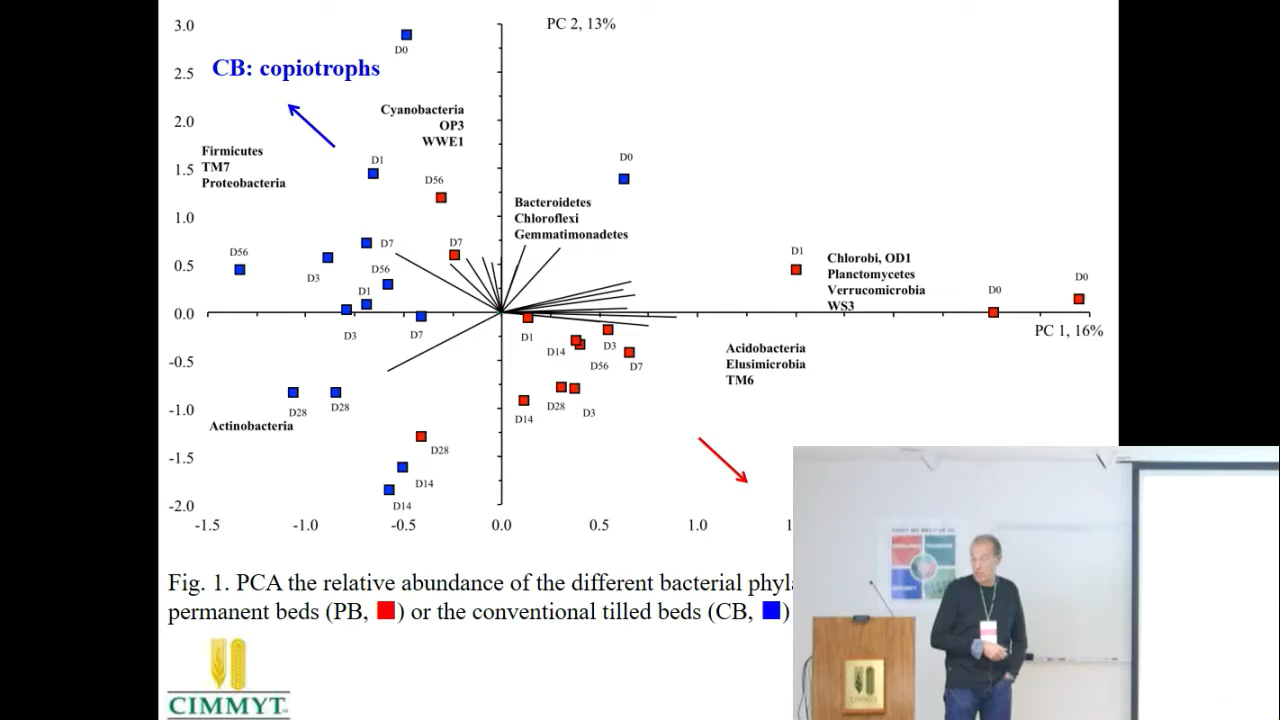 3.0
PC 2, 13%
D0
CB: copiotrophs
2.5
Cyanobacteria
OP3
WWE1
2.0
Firmicutes
TM7
Proteobacteria
D1
D0
1.5
D56
Bacteroidetes
Chloroflexi
Gemmatimonadetes
1.0
D56
D7
D7
D1
Chlorobi, OD1
Planctomycetes
Verrucomicrobia
WS3
D3
D56
D0
D0
0.5
D1
0.0
PC 1, 16%
D3
D7
D1
D14
D3
D56
D7
Acidobacteria
Elusimicrobia
TM6
-0.5
-1.0
D28
D28
D14
D28
D3
Actinobacteria
D28
-1.5
D14
D14
-2.0
-1.5
-1.0
-0.5
0.0
0.5
1.0
Fig. 1. PCA the relative abundance of the different bacterial
permanent beds (PB, ) or the conventional tilled beds (CB, )
CIMMYT